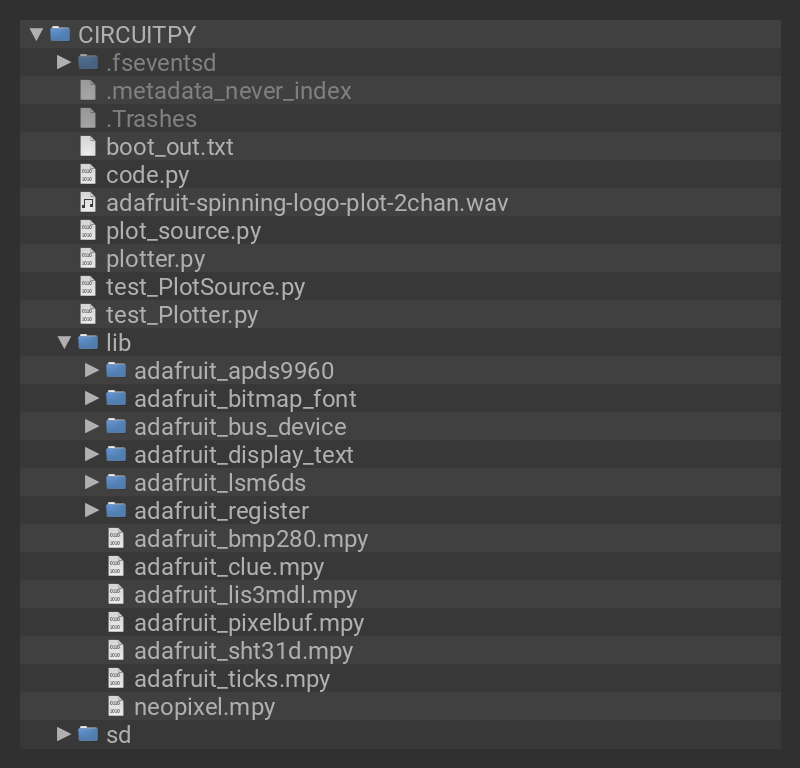 CIRCUITPY
.fseventsd
.metadata_never_index
.Trashes
boot_out.txt
code.py
adafruit-spinning-logo-plot-2chan.wav
plot_source.py
plotter.py
test_PlotSource.py
test_Plotter.py
lib
adafruit_apds9960
adafruit_bitmap_font
adafruit_bus_device
adafruit_display_text
adafruit_lsm6ds
adafruit_register
adafruit_bmp280.mpy
adafruit_clue.mpy
adafruit_lis3mdl.mpy
adafruit_pixelbuf.mpy
adafruit_sht31d.mpy
adafruit_ticks.mpy
neopixel.mpy
sd